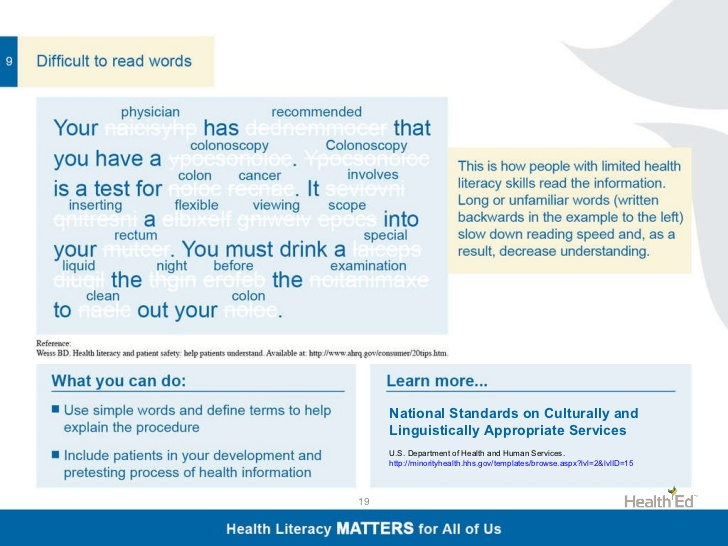 9
Difficult to read words
physician recommended
Your naicisyhp has dednemmocer that
colonoscopy Colonoscopy
you have a ypocsonoloc. Ypocsonoloc
colon cancer involves
is a test for noloc recnac. It sevlovni
inserting flexible viewing scope
gnitresni a elbixelf gniweiv epocs into
rectum special
your mutcer. You must drink a laiceps
liquid night before examination
diuqil the thgin erofeb the noitanimaxe
clean colon
to naelc out your noloc.
This is how people with limited health
literacy skills read the information.
Long or unfamiliar words (written
backwards in the example to the left)
slow down reading speed and, as a
result, decrease understanding.
Reference:
Weiss BD. Health literacy and patient safety: help patients understand. Available at: http://www.ahrq.gov/consumer/20tips.htm.
What you can do:
Use simple words and define terms to help
explain the procedure
Include patients in your development and
pretesting process of health information
Learn more...
National Standards on Culturally and
Linguistically Appropriate Services
U.S. Department of Health and Human Services.
http://minorityhealth.hhs.gov/templates/browse.aspx?lvl=2&lvlID=15
19
HealthEd™
Health Literacy MATTERS for All of Us